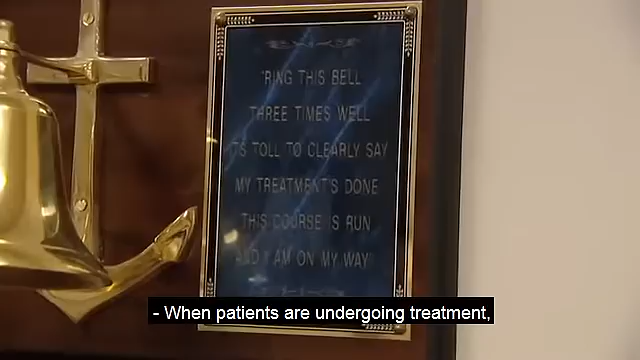 "RING THIS BELL
THREE TIMES WELL
ITS TOLL TO CLEARLY SAY
MY TREATMENT'S DONE
THIS COURSE IS RUN
AND I AM ON MY WAY"
- When patients are undergoing treatment,